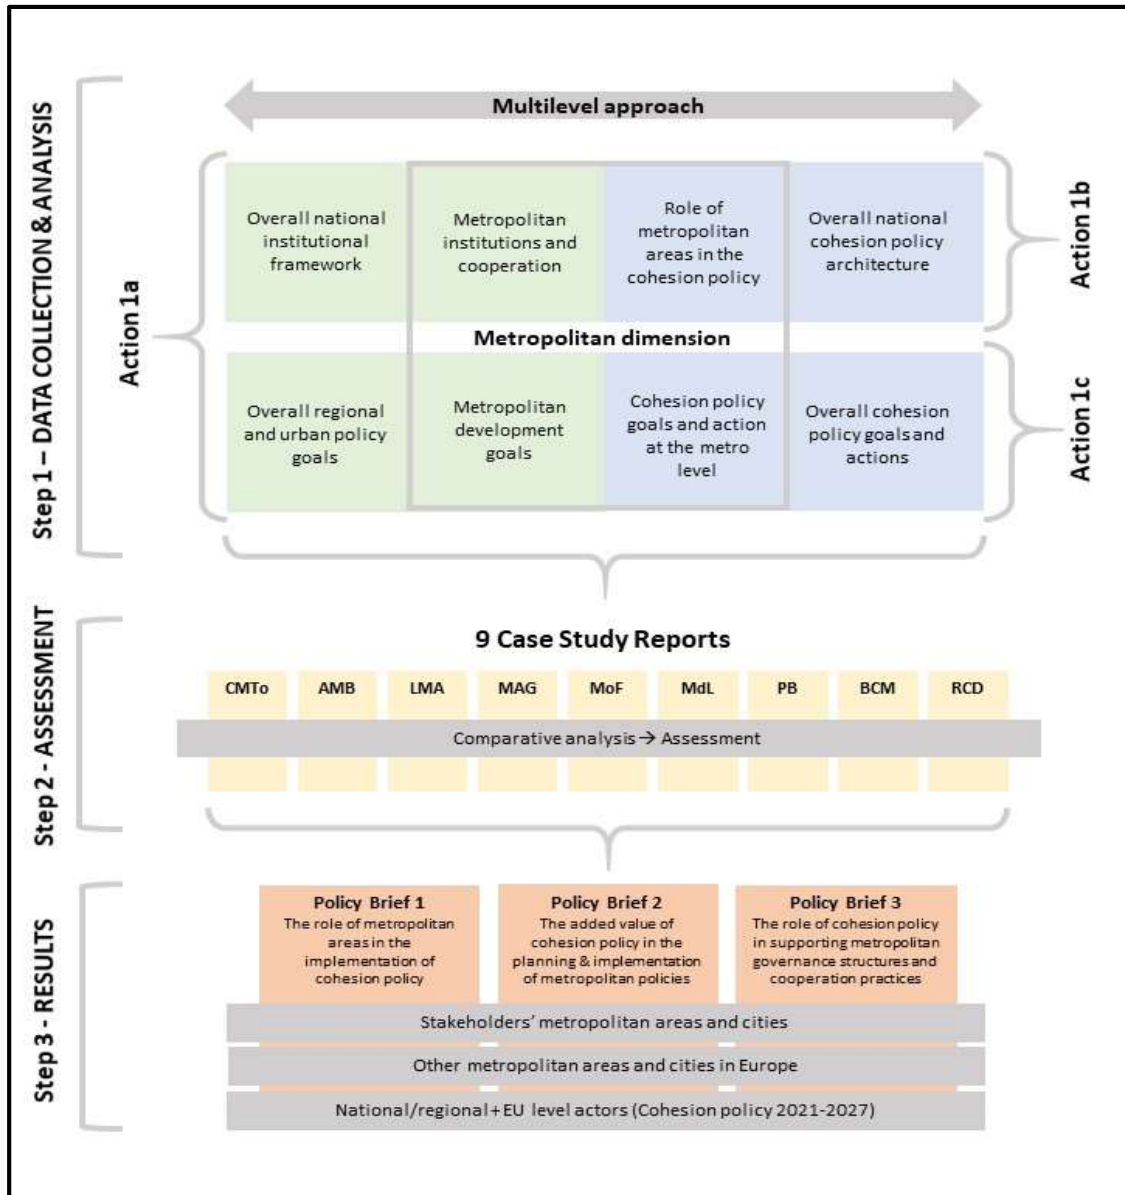 Step 1 – DATA COLLECTION & ANALYSIS
Action 1a
Multilevel approach
Overall national
institutional
framework
Metropolitan
institutions and
cooperation
Role of
metropolitan
areas in the
cohesion policy
Overall national
cohesion policy
architecture
Action 1b
Metropolitan dimension
Overall regional
and urban policy
goals
Metropolitan
development
goals
Cohesion policy
goals and action
at the metro
level
Overall cohesion
policy goals and
actions
Action 1c
Step 2 - ASSESSMENT
9 Case Study Reports
CMTo AMB LMA MAG MoF MdL PB BCM RCD
Comparative analysis → Assessment
Step 3 - RESULTS
Policy Brief 1
The role of metropolitan
areas in the
implementation of
cohesion policy
Policy Brief 2
The added value of
cohesion policy in the
planning & implementation
of metropolitan policies
Policy Brief 3
The role of cohesion policy
in supporting metropolitan
governance structures and
cooperation practices
Stakeholders’ metropolitan areas and cities
Other metropolitan areas and cities in Europe
National/regional+EU level actors (Cohesion policy 2021-2027)